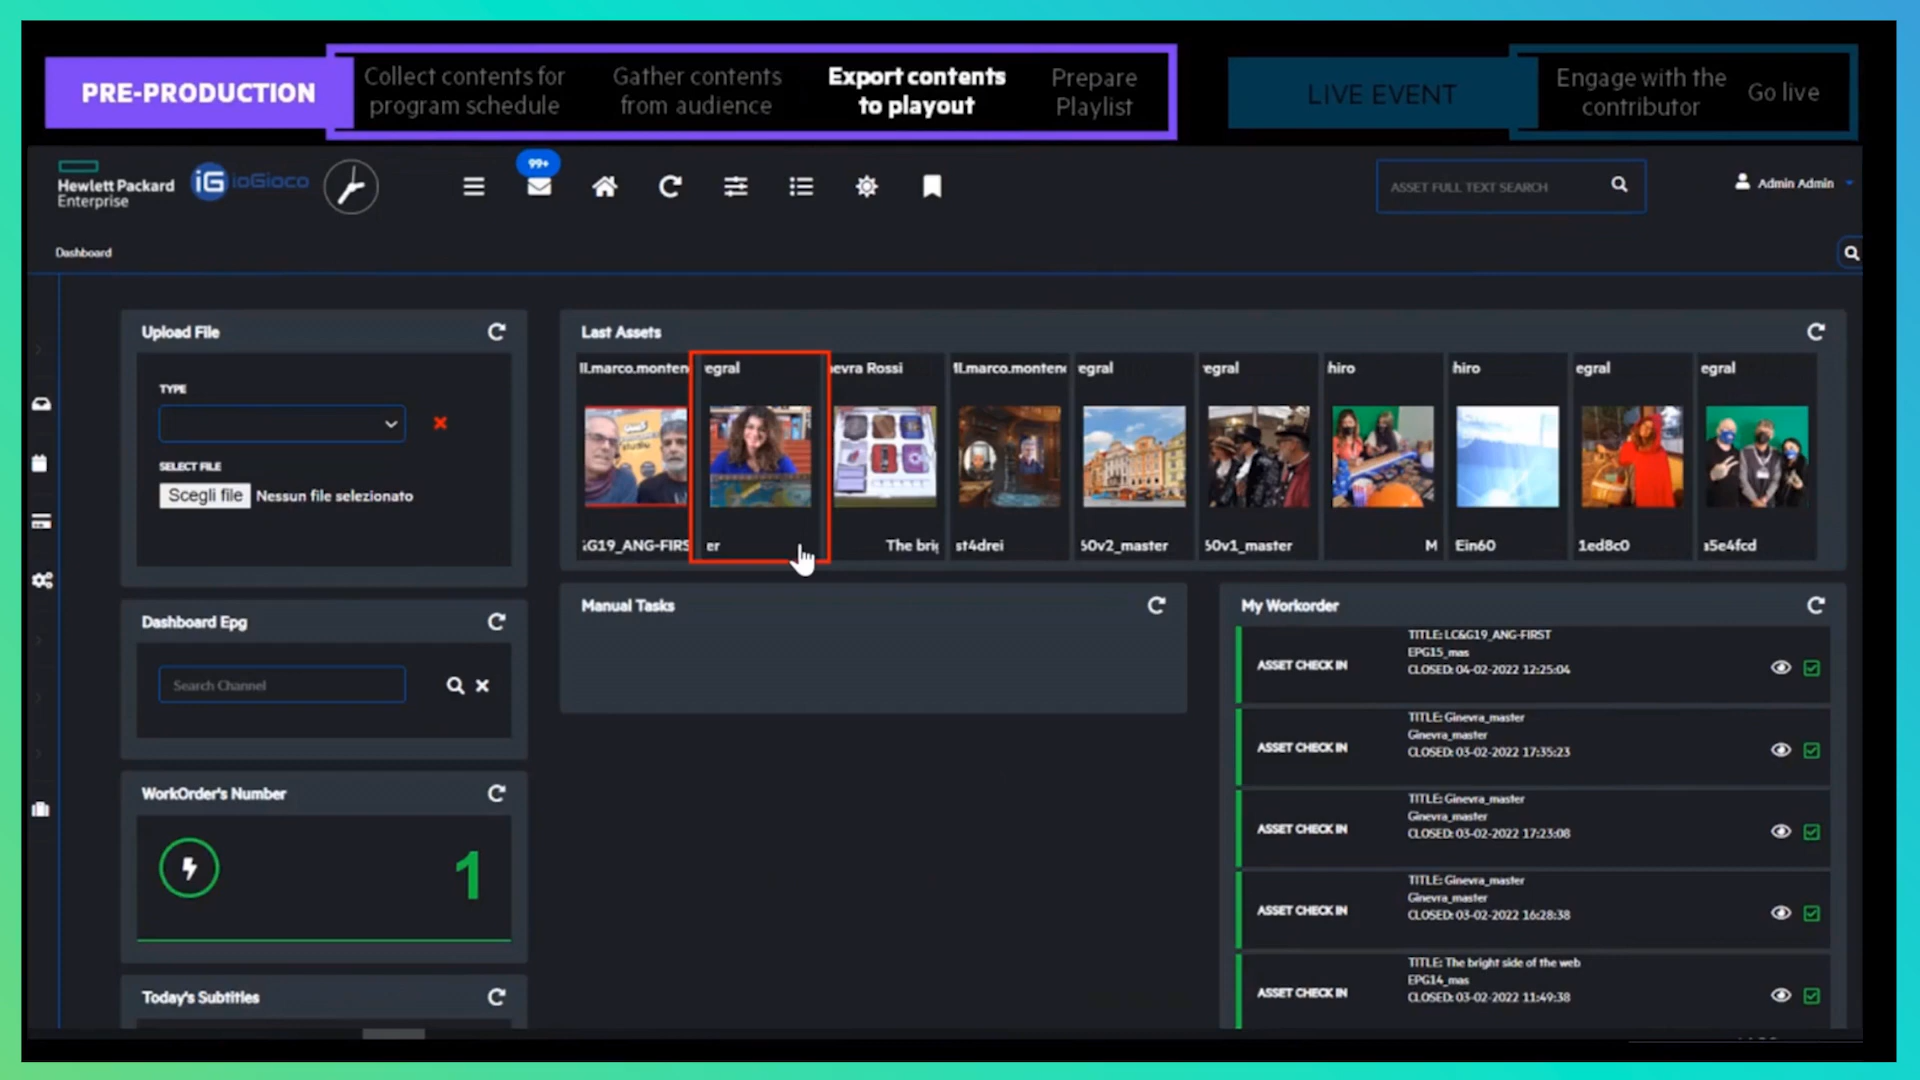 PRE-PRODUCTION
Collect contents for
program schedule
Gather contents
from audience
Export contents
to playout
Prepare
Playlist
LIVE EVENT
Engage with the
contributor
Go live
Hewlett Packard
Enterprise
iG ioGioco
99+
ASSET FULL TEXT SEARCH
Admin Admin
Dashboard
Upload File
TYPE
SELECT FILE
Scegli file Nessun file selezionato
Last Assets
ll.marco.monten
egral
evra Rossi
ll.marco.monten
egral
egral
hiro
hiro
egral
egral
G19_ANG-FIRS
er
The brig
st4drei
50v2_master
50v1_master
M
Ein60
1ed8c0
a5e4fcd
Dashboard Epg
Search Channel
Manual Tasks
My Workorder
ASSET CHECK IN
TITLE: LC&G19_ANG-FIRST
EPG15_mas
CLOSED: 04-02-2022 12:25:04
ASSET CHECK IN
TITLE: Ginevra_master
Ginevra_master
CLOSED: 03-02-2022 17:35:23
ASSET CHECK IN
TITLE: Ginevra_master
Ginevra_master
CLOSED: 03-02-2022 17:23:08
ASSET CHECK IN
TITLE: Ginevra_master
Ginevra_master
CLOSED: 03-02-2022 16:28:38
ASSET CHECK IN
TITLE: The bright side of the web
EPG14_mas
CLOSED: 03-02-2022 11:49:38
WorkOrder's Number
1
Today's Subtitles